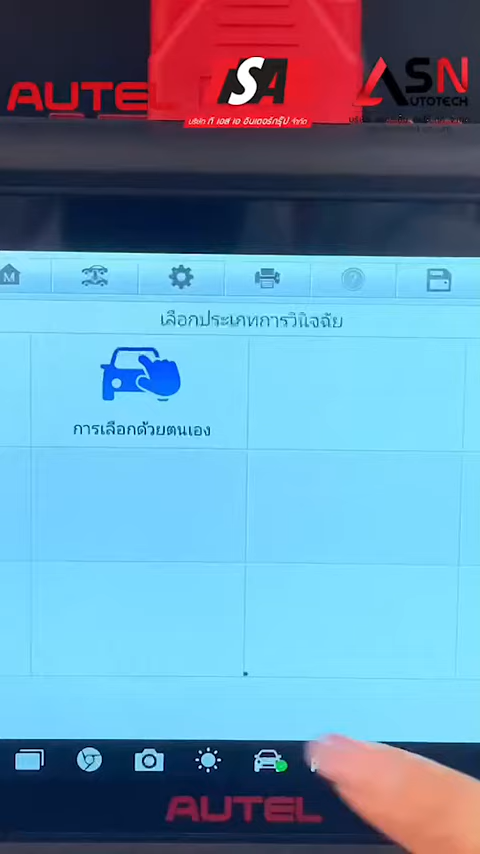 AUTEL
TSA
บริษัท ที เอส เอ อินเตอร์กรุ๊ป จำกัด
ASN
AUTOTECH
M
เลือกประเภทการวินิจฉัย
การเลือกด้วยตนเอง
AUTEL